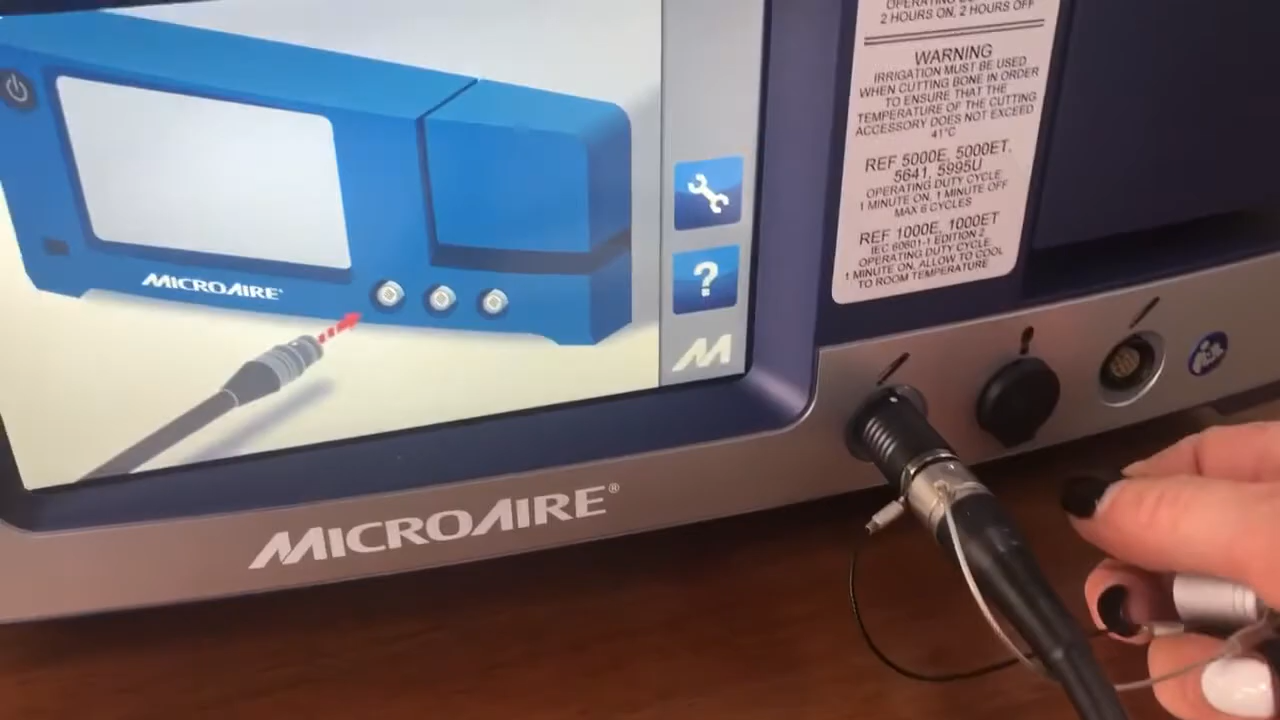 2 HOURS ON, 2 HOURS OFF
WARNING
IRRIGATION MUST BE USED
WHEN CUTTING BONE IN ORDER
TO ENSURE THAT THE
TEMPERATURE OF THE CUTTING
ACCESSORY DOES NOT EXCEED
41°C
REF 5000E, 5000ET,
5641, 5995U
OPERATING DUTY CYCLE
1 MINUTE ON, 1 MINUTE OFF
MAX 6 CYCLES
REF 1000E, 1000ET
IEC 60601-1 EDITION 2
OPERATING DUTY CYCLE
1 MINUTE ON, ALLOW TO COOL
TO ROOM TEMPERATURE
MICROAIRE®
?
M
MICROAIRE®